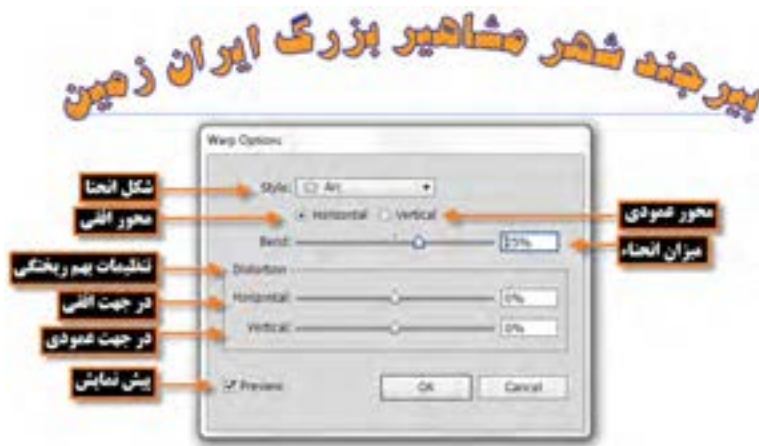 بیرجند شهر مشاهیر بزرگ ایران زمین
Warp Options
شکل انحنا
Style: Arc
محور افقی
Horizontal Vertical
محور عمودی
Bend: 25%
میزان انحناء
تنظیمات بهم ریختگی
Distortion
در جهت افقی
Horizontal: 0%
در جهت عمودی
Vertical: 0%
پیش نمایش
Preview OK Cancel